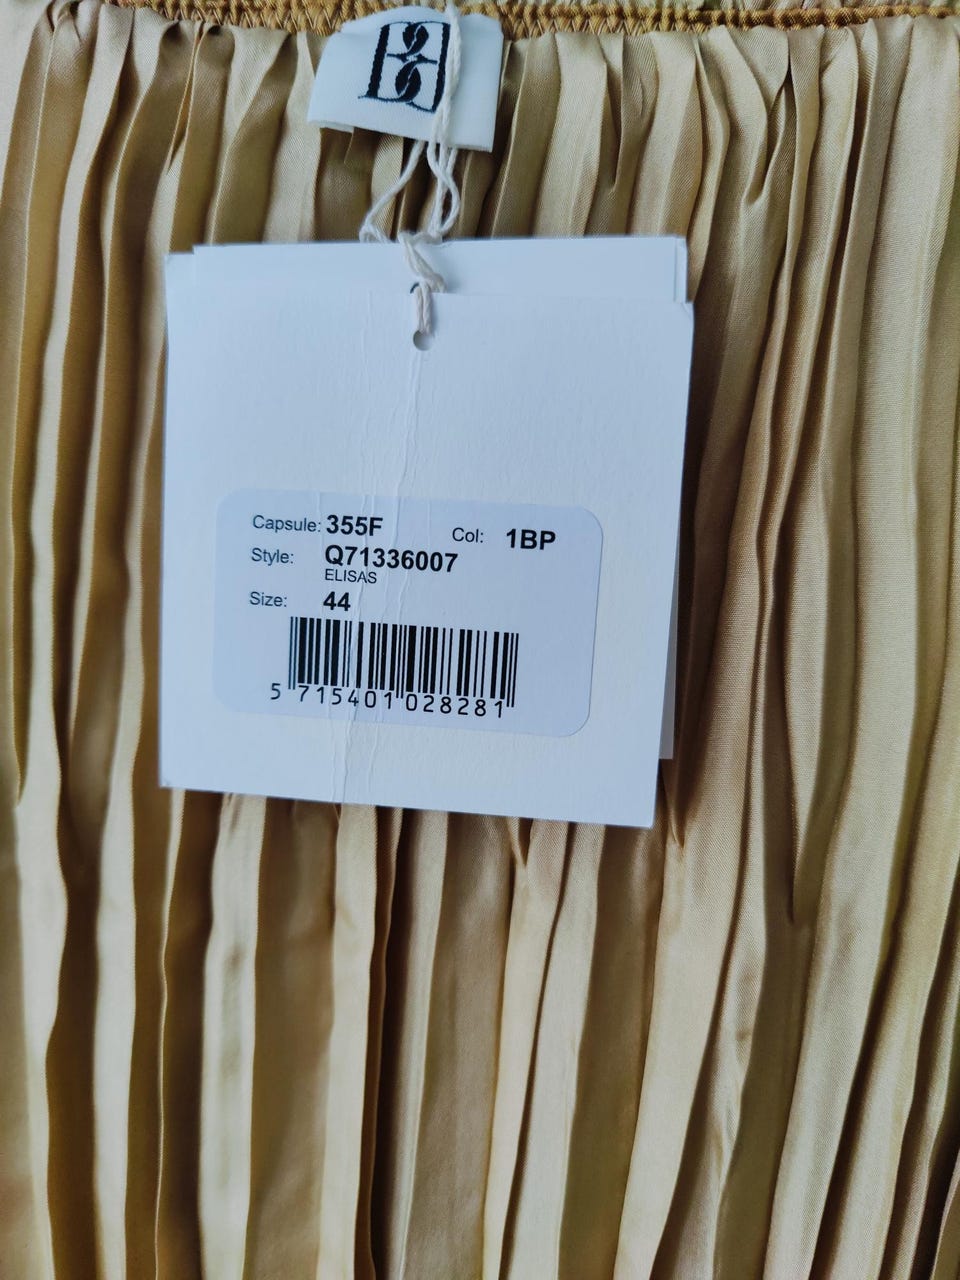 Capsule: 355F Col: 1BP
Style: Q71336007
ELISAS
Size: 44
5 715401 028281